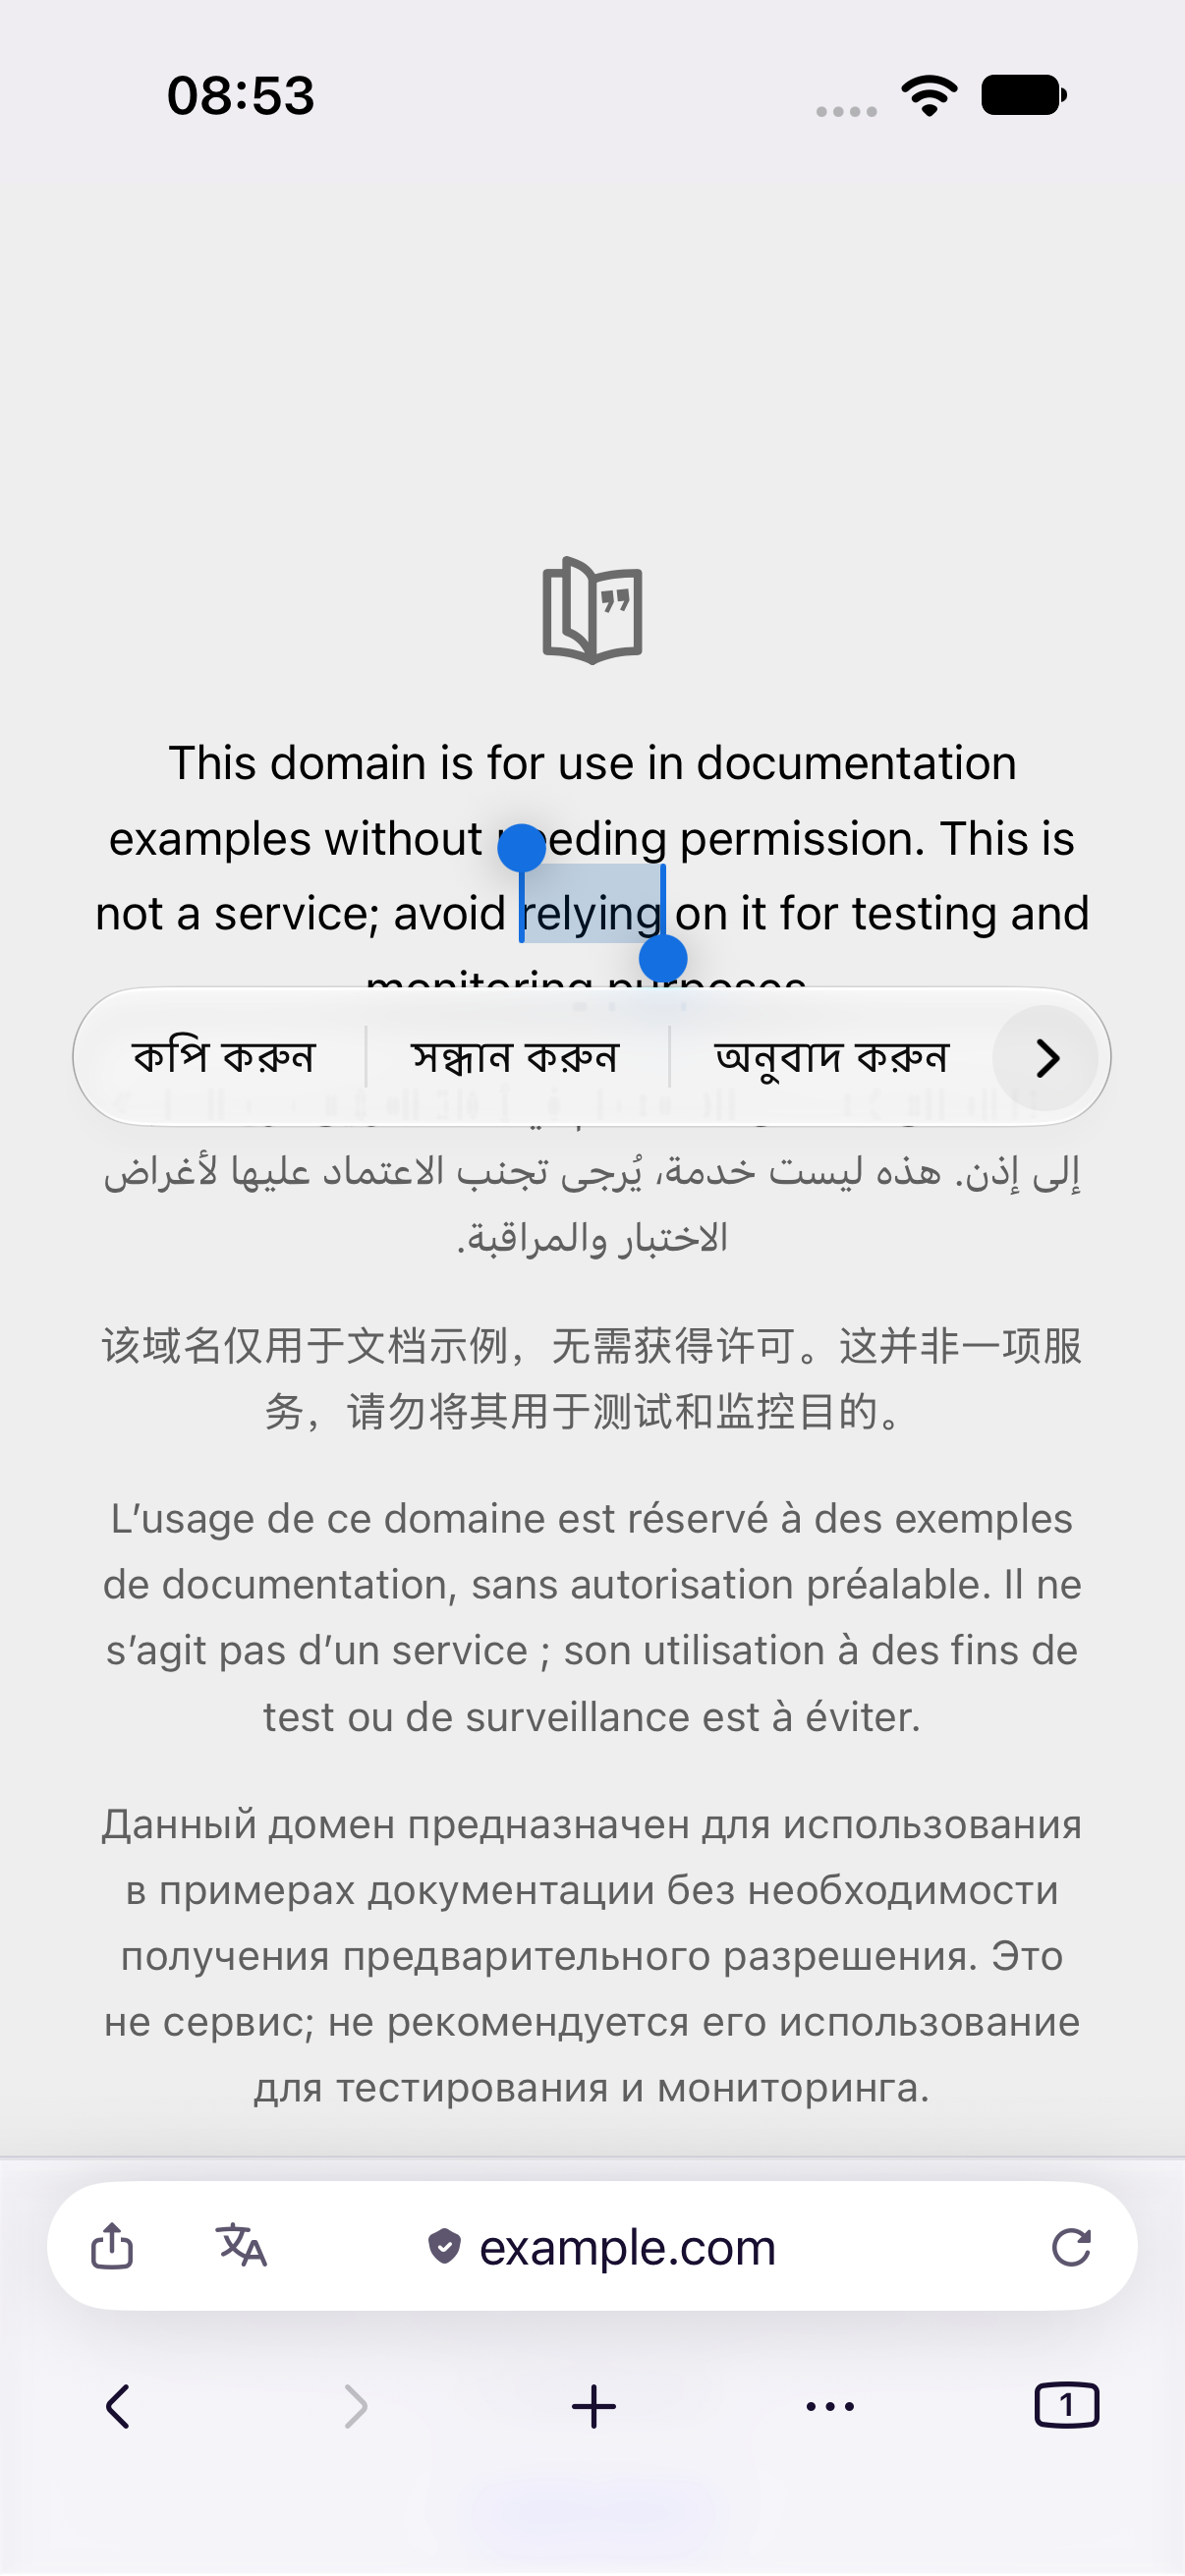 08:53
This domain is for use in documentation
examples without needing permission. This is
not a service; avoid relying on it for testing and
monitoring purposes
কপি করুন
সন্ধান করুন
অনুবাদ করুন
إلى إذن. هذه ليست خدمة، يُرجى تجنب الاعتماد عليها لأغراض
الاختبار والمراقبة.
该域名仅用于文档示例，无需获得许可。这并非一项服
务，请勿将其用于测试和监控目的。
L’usage de ce domaine est réservé à des exemples
de documentation, sans autorisation préalable. Il ne
s’agit pas d’un service ; son utilisation à des fins de
test ou de surveillance est à éviter.
Данный домен предназначен для использования
в примерах документации без необходимости
получения предварительного разрешения. Это
не сервис; не рекомендуется его использование
для тестирования и мониторинга.
example.com
1